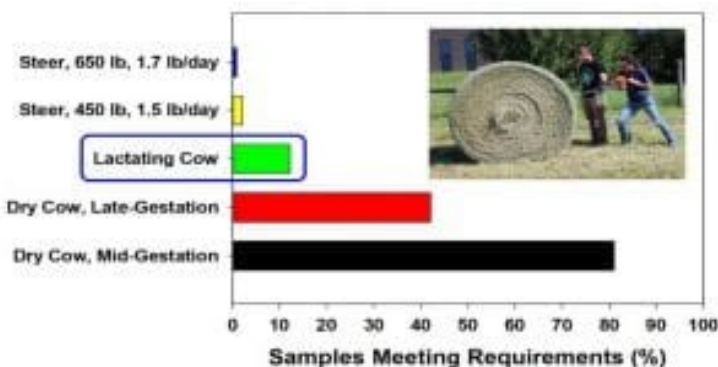 Steer, 650 lb, 1.7 lb/day
Steer, 450 lb, 1.5 lb/day
Lactating Cow
Dry Cow, Late-Gestation
Dry Cow, Mid-Gestation
0 10 20 30 40 50 60 70 80 90 100
Samples Meeting Requirements (%)